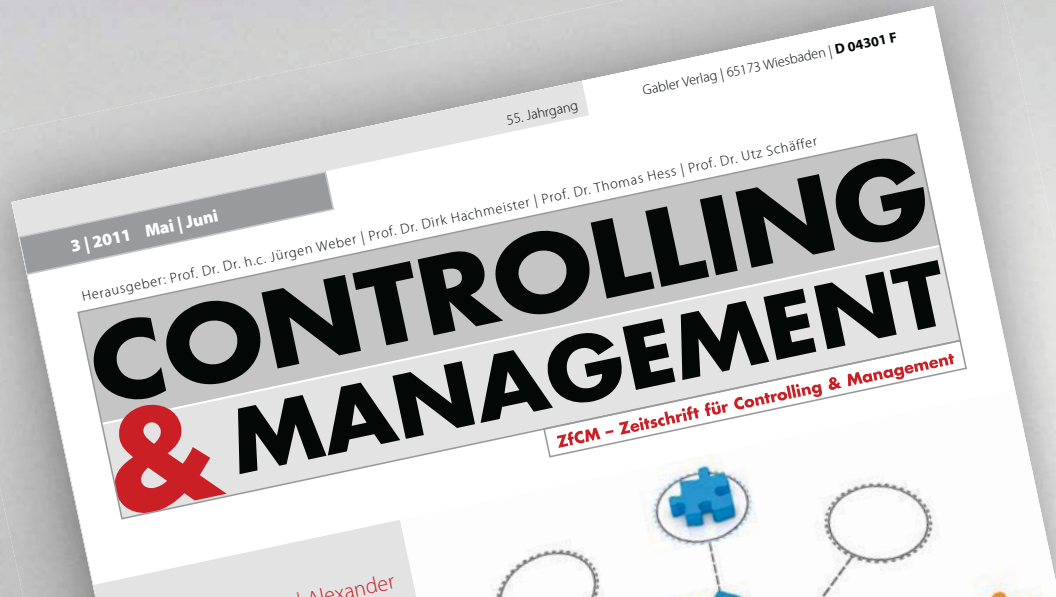 Gabler Verlag | 65173 Wiesbaden | D 04301 F
55. Jahrgang
3 | 2011 Mai | Juni
Herausgeber: Prof. Dr. Dr. h.c. Jürgen Weber | Prof. Dr. Dirk Hachmeister | Prof. Dr. Thomas Hess | Prof. Dr. Utz Schäffer
CONTROLLING
& MANAGEMENT
ZfCM – Zeitschrift für Controlling & Management
Alexander